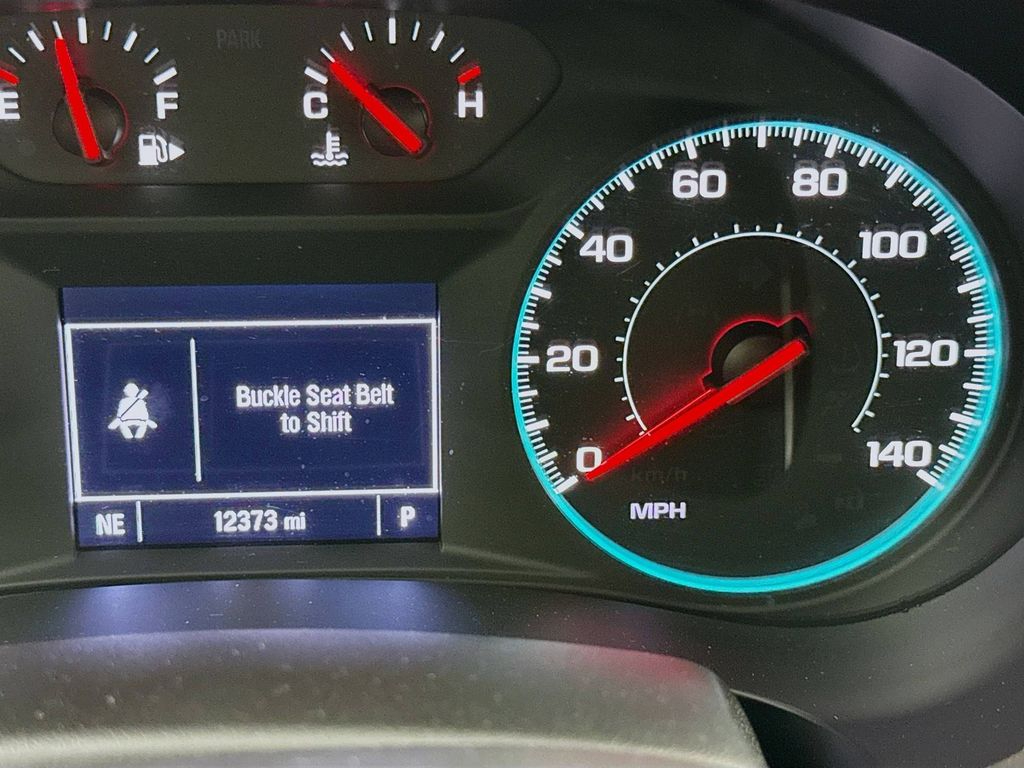 PARK
E
F
C
H
0
20
40
60
80
100
120
140
km/h
MPH
Buckle Seat Belt
to Shift
NE
12373 mi
P